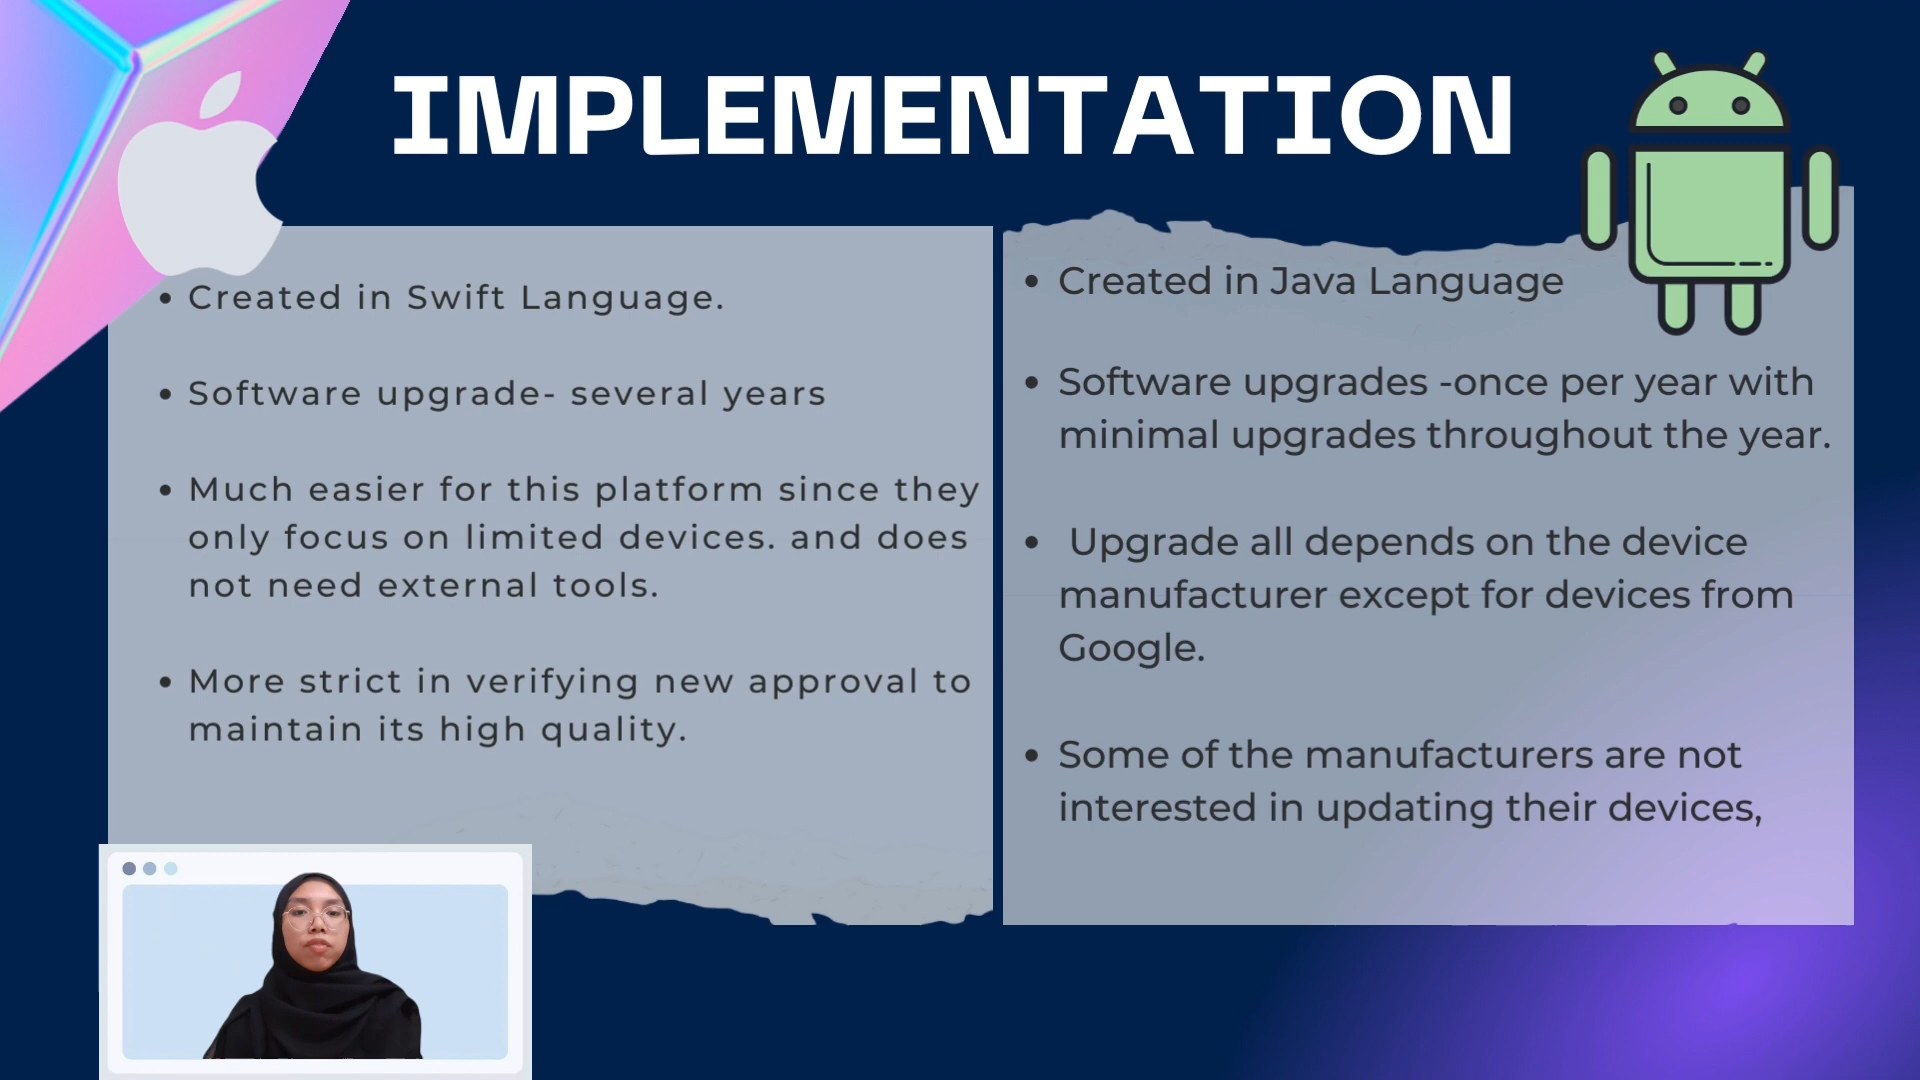 IMPLEMENTATION
• Created in Swift Language.
• Software upgrade- several years
• Much easier for this platform since they
only focus on limited devices. and does
not need external tools.
• More strict in verifying new approval to
maintain its high quality.
• Created in Java Language
• Software upgrades -once per year with
minimal upgrades throughout the year.
• Upgrade all depends on the device
manufacturer except for devices from
Google.
• Some of the manufacturers are not
interested in updating their devices,